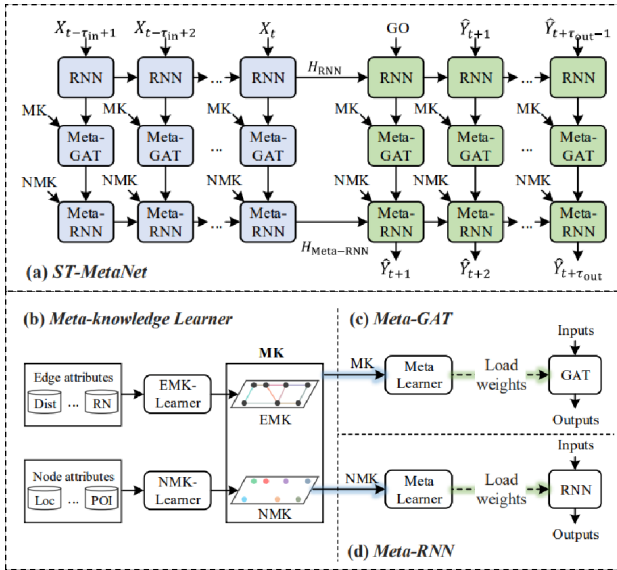 X_{t−τ_in+1} X_{t−τ_in+2} X_t GO Ŷ_{t+1} Ŷ_{t+τ_out−1}
RNN RNN ... RNN H_RNN RNN RNN ... RNN
MK MK MK MK MK MK
Meta-GAT Meta-GAT ... Meta-GAT Meta-GAT Meta-GAT ... Meta-GAT
NMK NMK NMK NMK NMK NMK
Meta-RNN Meta-RNN ... Meta-RNN H_Meta−RNN Meta-RNN Meta-RNN ... Meta-RNN
Ŷ_{t+1} Ŷ_{t+2} Ŷ_{t+τ_out}
(a) ST-MetaNet
(b) Meta-knowledge Learner
MK
Edge attributes
Dist ... RN
EMK-
Learner
EMK
Node attributes
Loc ... POI
NMK-
Learner
NMK
(c) Meta-GAT
MK
Meta
Learner
Load
weights
Inputs
GAT
Outputs
NMK
Meta
Learner
Load
weights
Inputs
RNN
Outputs
(d) Meta-RNN